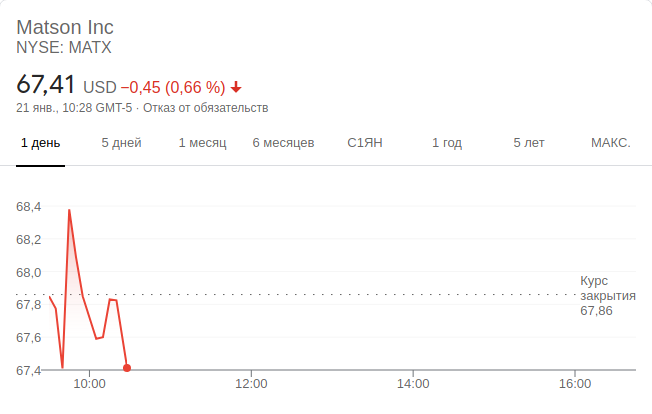 Matson Inc
NYSE: MATX
67,41 USD −0,45 (0,66 %)
21 янв., 10:28 GMT-5 · Отказ от обязательств
1 день 5 дней 1 месяц 6 месяцев С1ЯН 1 год 5 лет МАКС.
68,4
68,2
68,0
67,8
67,6
67,4
Курс
закрытия
67,86
10:00 12:00 14:00 16:00